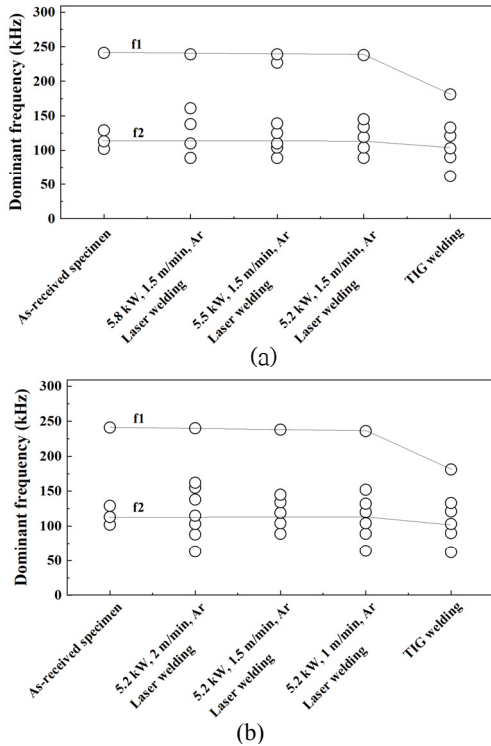 Dominant frequency (kHz)
300
250
200
150
100
50
0
f1
f2
As-received specimen
5.8 kW, 1.5 m/min, Ar
Laser welding
5.5 kW, 1.5 m/min, Ar
Laser welding
5.2 kW, 1.5 m/min, Ar
Laser welding
TIG welding
(a)
Dominant frequency (kHz)
300
250
200
150
100
50
0
f1
f2
As-received specimen
5.2 kW, 2 m/min, Ar
Laser welding
5.2 kW, 1.5 m/min, Ar
Laser welding
5.2 kW, 1 m/min, Ar
Laser welding
TIG welding
(b)